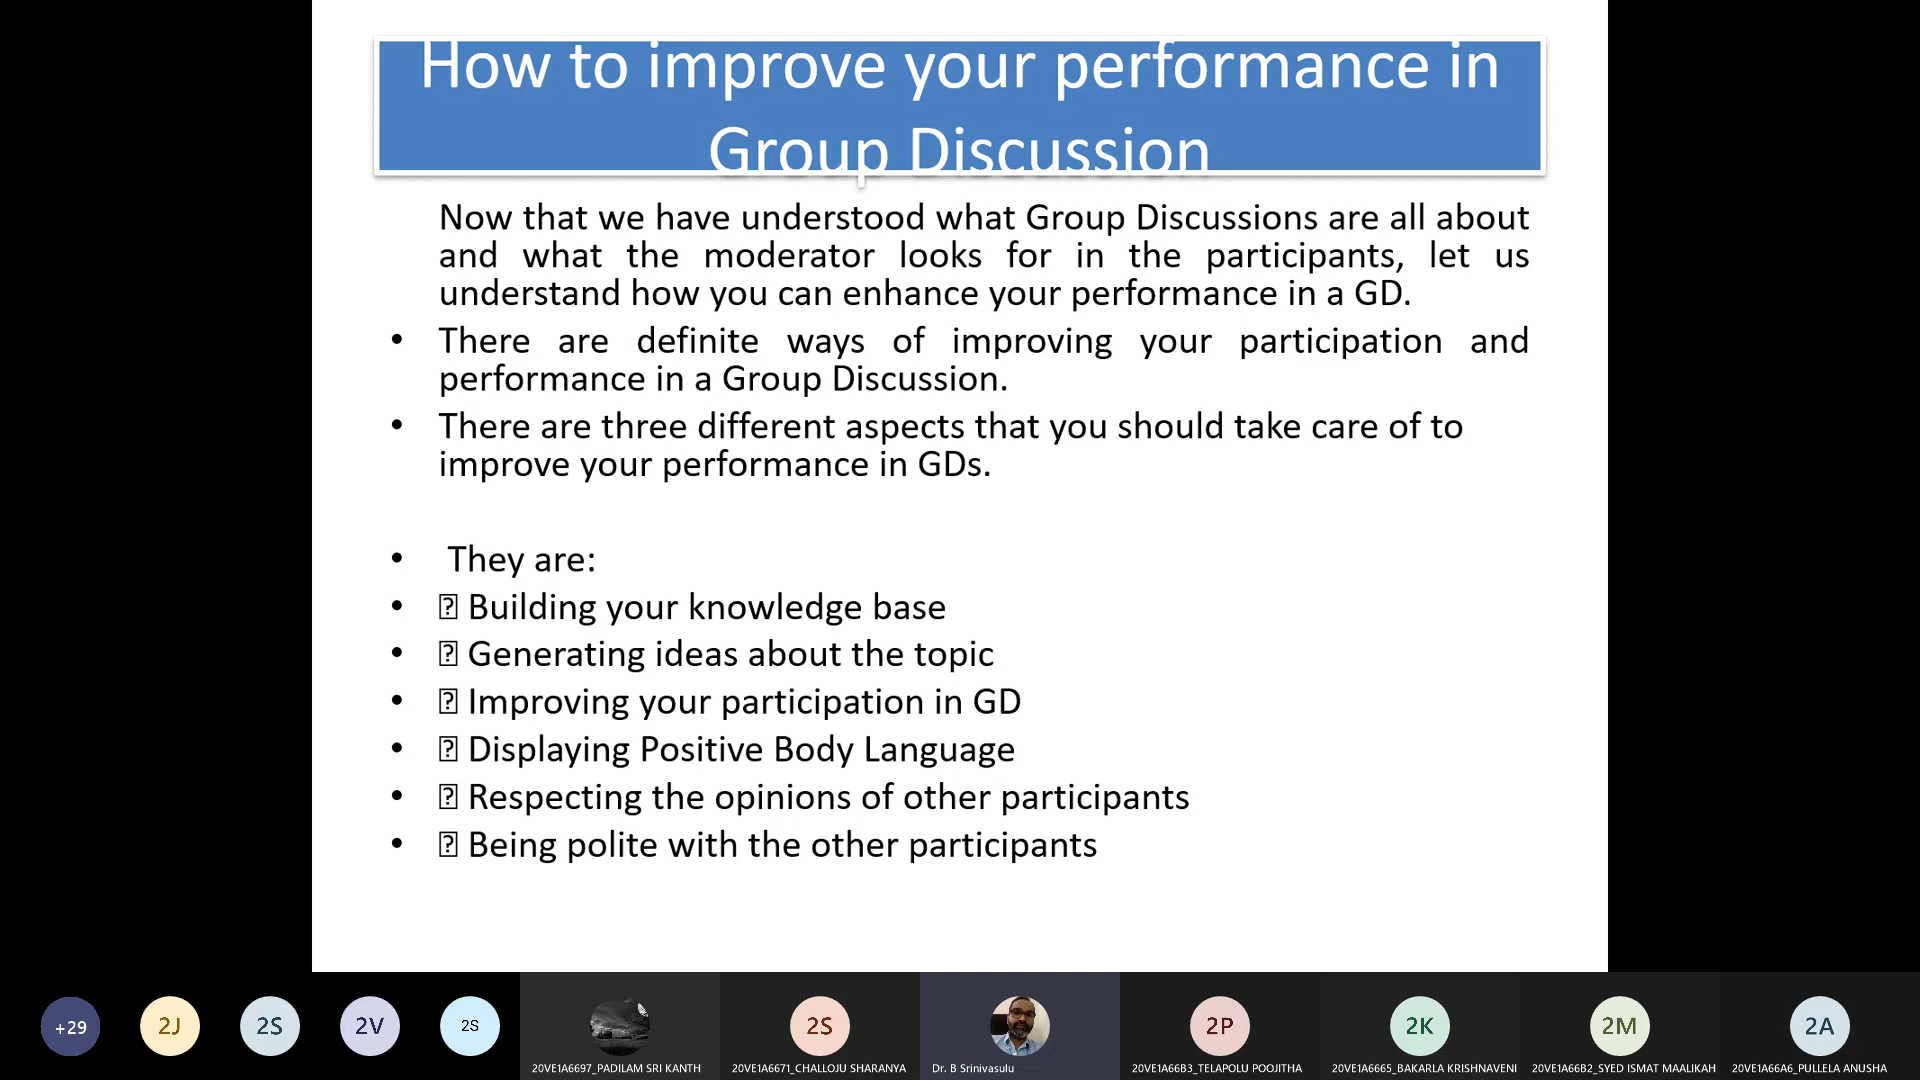 How to improve your performance in
Group Discussion
Now that we have understood what Group Discussions are all about
and what the moderator looks for in the participants, let us
understand how you can enhance your performance in a GD.
• There are definite ways of improving your participation and
performance in a Group Discussion.
• There are three different aspects that you should take care of to
improve your performance in GDs.
• They are:
• Building your knowledge base
• Generating ideas about the topic
• Improving your participation in GD
• Displaying Positive Body Language
• Respecting the opinions of other participants
• Being polite with the other participants
+29
2J
2S
2V
2S
2S
2P
2K
2M
2A
20VE1A6697_PADILAM SRI KANTH
20VE1A6671_CHALLOJU SHARANYA
Dr. B Srinivasulu
20VE1A66B3_TELAPOLU POOJITHA
20VE1A6665_BAKARLA KRISHNAVENI
20VE1A66B2_SYED ISMAT MAALIKAH
20VE1A66A6_PULLELA ANUSHA